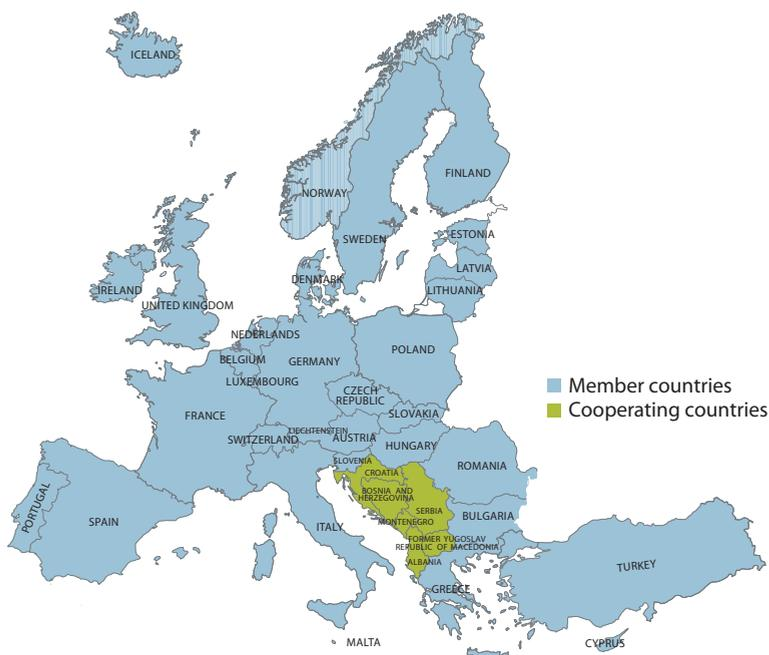 ICELAND
FINLAND
NORWAY
SWEDEN
ESTONIA
LATVIA
DENMARK
LITHUANIA
IRELAND
UNITED KINGDOM
NETHERLANDS
POLAND
BELGIUM
GERMANY
LUXEMBOURG
Member countries
CZECH
REPUBLIC
Cooperating countries
FRANCE
SLOVAKIA
LIECHTENSTEIN
SWITZERLAND
AUSTRIA
HUNGARY
SLOVENIA
ROMANIA
CROATIA
BOSNIA AND
HERZEGOVINA
PORTUGAL
SPAIN
SERBIA
BULGARIA
MONTENEGRO
ITALY
FORMER YUGOSLAV
REPUBLIC OF MACEDONIA
ALBANIA
TURKEY
GREECE
MALTA
CYPRUS